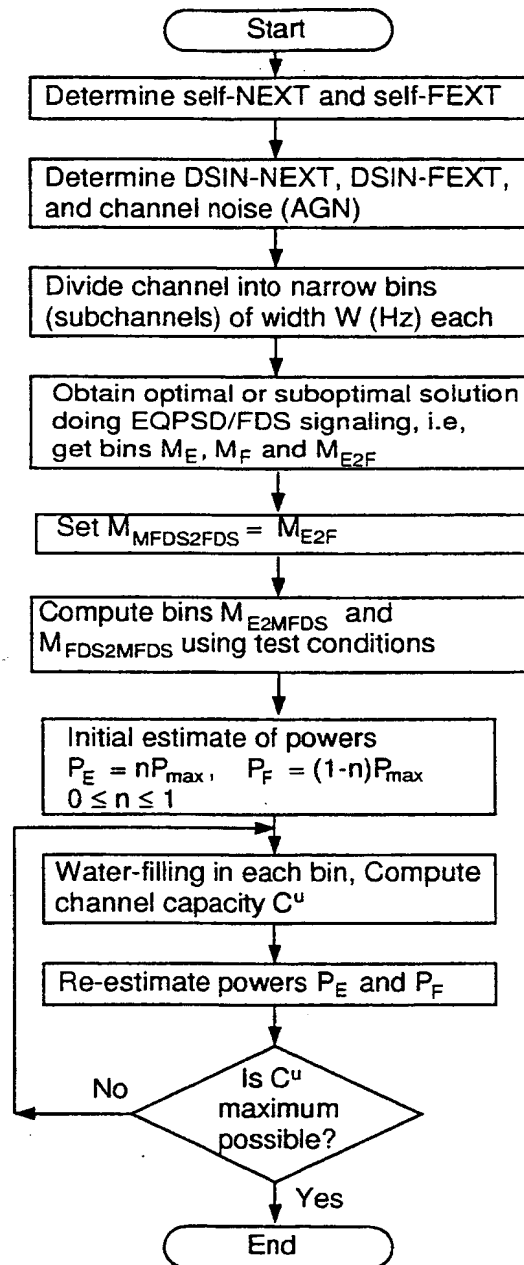 Start
Determine self-NEXT and self-FEXT
Determine DSIN-NEXT, DSIN-FEXT,
and channel noise (AGN)
Divide channel into narrow bins
(subchannels) of width W (Hz) each
Obtain optimal or suboptimal solution
doing EQPSD/FDS signaling, i.e,
get bins M_E, M_F and M_E2F
Set M_MFDS2FDS = M_E2F
Compute bins M_E2MFDS and
M_FDS2MFDS using test conditions
Initial estimate of powers
P_E = nP_max, P_F = (1-n)P_max
0 ≤ n ≤ 1
Water-filling in each bin, Compute
channel capacity C^u
Re-estimate powers P_E and P_F
No
Is C^u
maximum
possible?
Yes
End